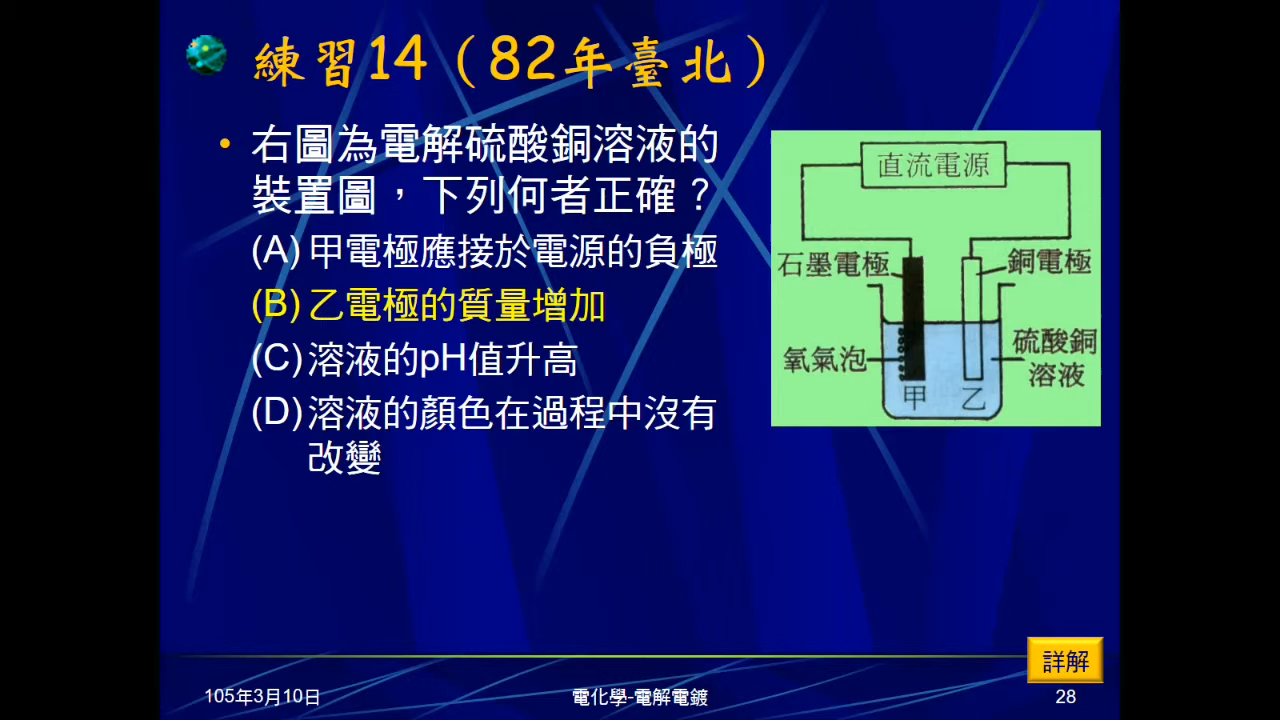 練習14（82年臺北）
• 右圖為電解硫酸銅溶液的
裝置圖，下列何者正確？
(A) 甲電極應接於電源的負極
(B) 乙電極的質量增加
(C) 溶液的pH值升高
(D) 溶液的顏色在過程中沒有
改變
直流電源
石墨電極
銅電極
氧氣泡
硫酸銅
溶液
甲
乙
詳解
105年3月10日
電化學-電解電鍍
28